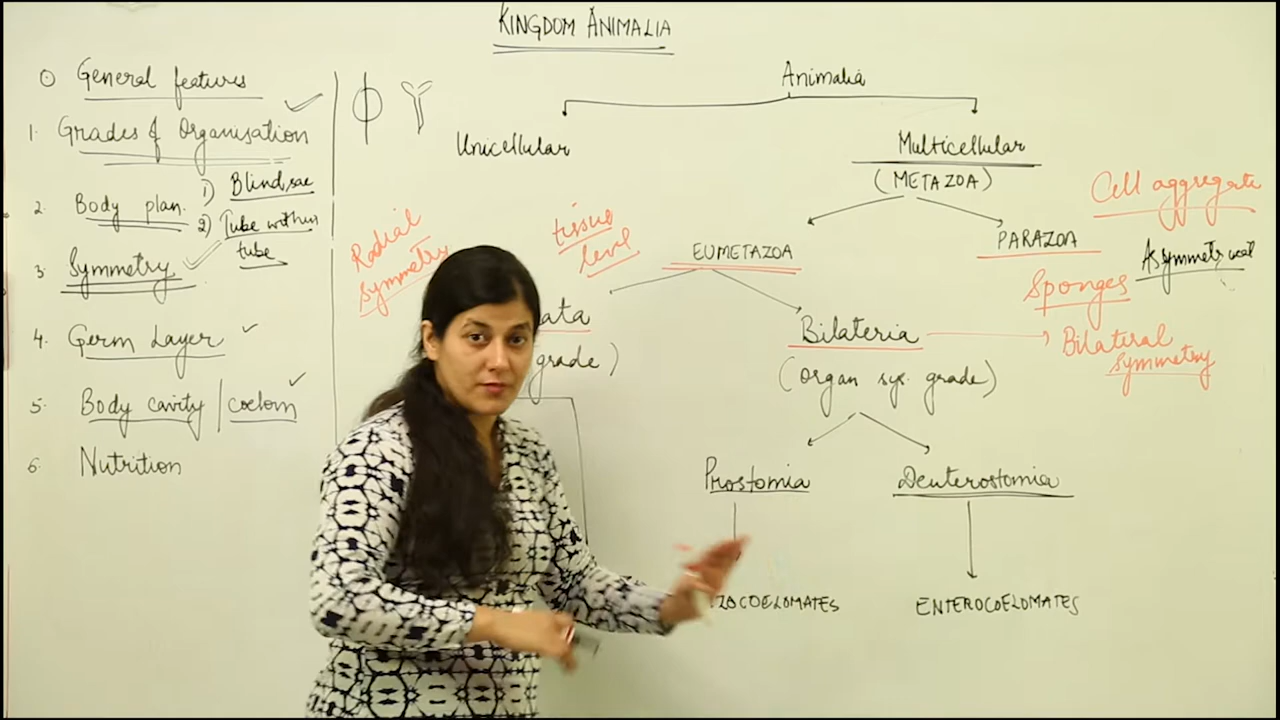 KINGDOM ANIMALIA
0 General features
1. Grades of Organisation
2. Body plan.
1) Blind sac
2) Tube within
tube
3. Symmetry
4. Germ Layer
5. Body cavity / coelom
6. Nutrition
Animalia
Unicellular
Multicellular
(METAZOA)
Cell aggregate
Radial
symmetry
tissue
level
EUMETAZOA
PARAZOA
Asymmetrical
Sponges
ata
grade)
Bilateria
(organ sys. grade)
Bilateral
symmetry
Prostomia
Deuterostomia
ZOCOELOMATES
ENTEROCOELOMATES